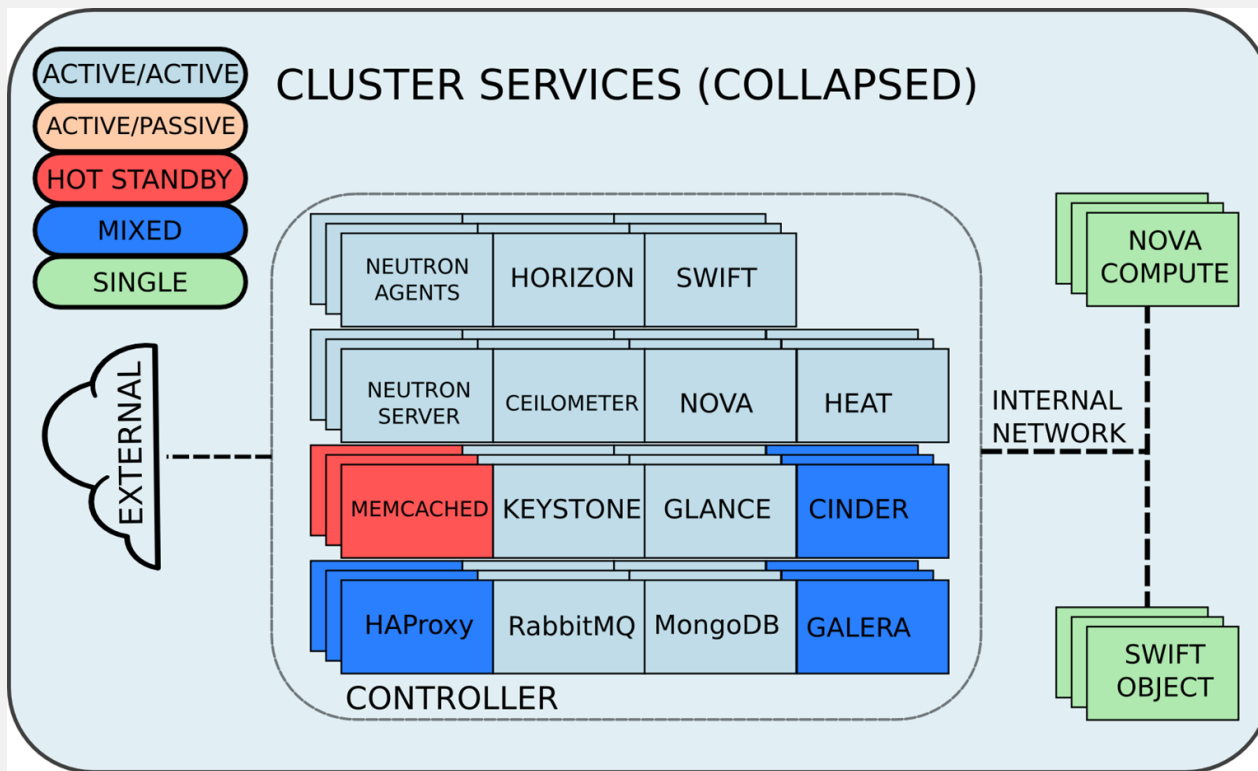 CLUSTER SERVICES (COLLAPSED)
ACTIVE/ACTIVE
ACTIVE/PASSIVE
HOT STANDBY
MIXED
SINGLE
EXTERNAL
NEUTRON
AGENTS
HORIZON
SWIFT
NEUTRON
SERVER
CEILOMETER
NOVA
HEAT
MEMCACHED
KEYSTONE
GLANCE
CINDER
HAProxy
RabbitMQ
MongoDB
GALERA
CONTROLLER
INTERNAL
NETWORK
NOVA
COMPUTE
SWIFT
OBJECT